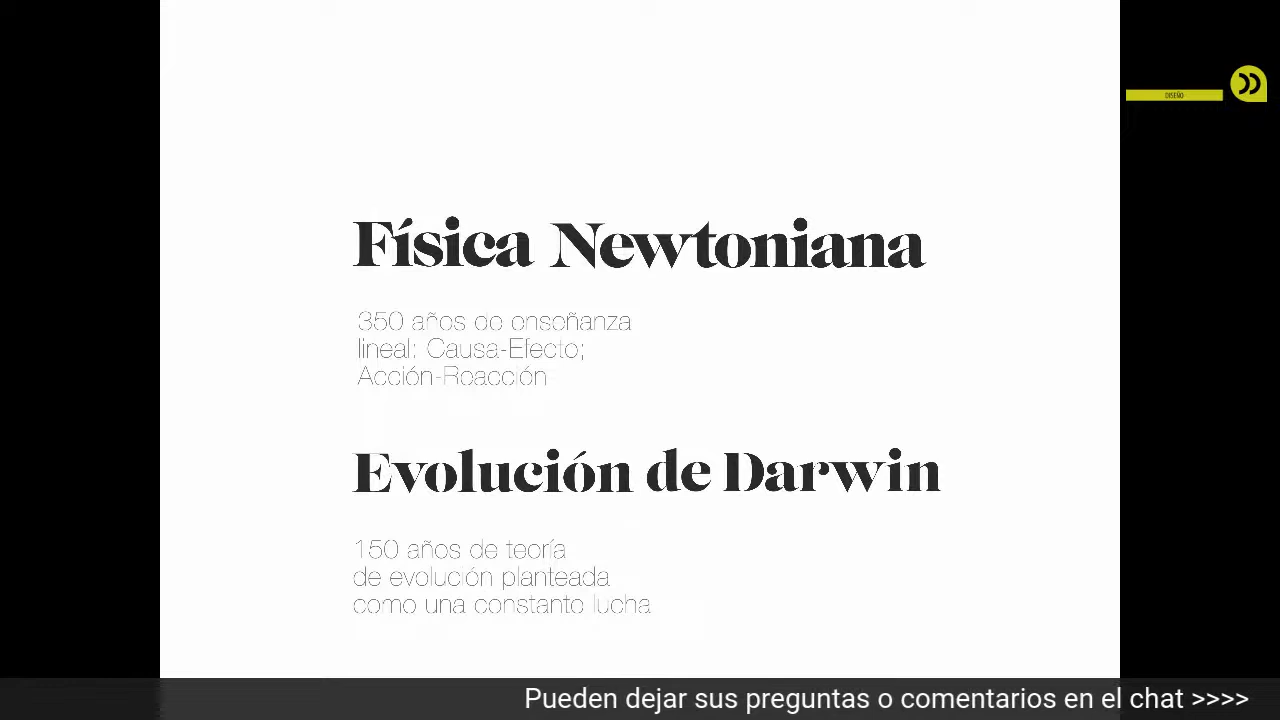 DISEÑO
Física Newtoniana
350 años de enseñanza
lineal: Causa-Efecto;
Acción-Reacción
Evolución de Darwin
150 años de teoría
de evolución planteada
como una constante lucha
Pueden dejar sus preguntas o comentarios en el chat >>>>